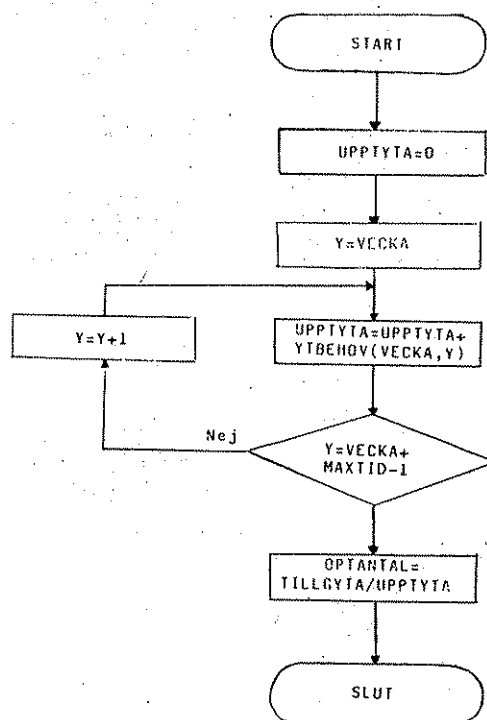 START
UPPTYTA=0
Y=VECKA
Y=Y+1
UPPTYTA=UPPTYTA+
YTBEHOV(VECKA,Y)
Nej
Y=VECKA+
MAXTID-1
OPTANTAL=
TILLGYTA/UPPTYTA
SLUT